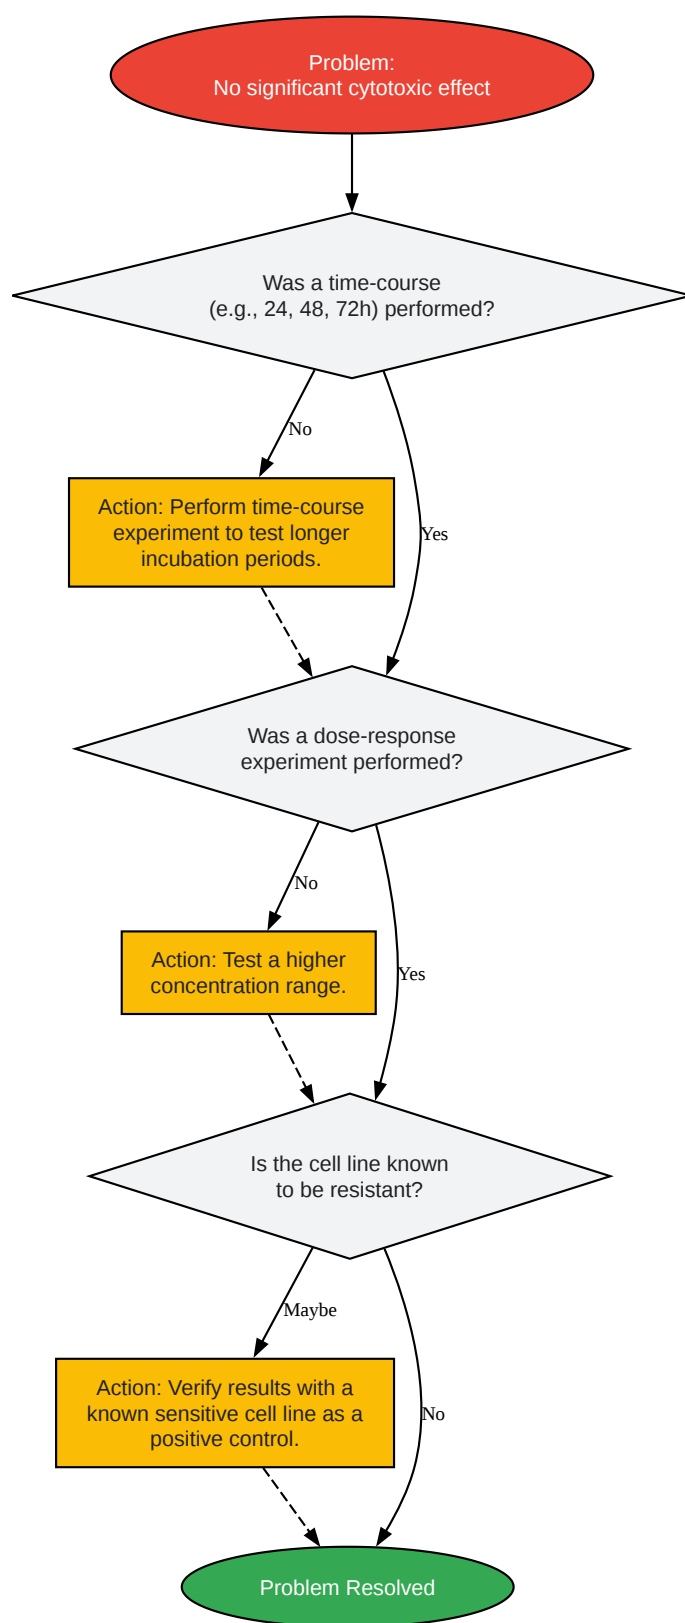 Problem:
No significant cytotoxic effect
Was a time-course
(e.g., 24, 48, 72h) performed?
No
Yes
Action: Perform time-course
experiment to test longer
incubation periods.
Was a dose-response
experiment performed?
No
Yes
Action: Test a higher
concentration range.
Is the cell line known
to be resistant?
Maybe
No
Action: Verify results with a
known sensitive cell line as a
positive control.
Problem Resolved